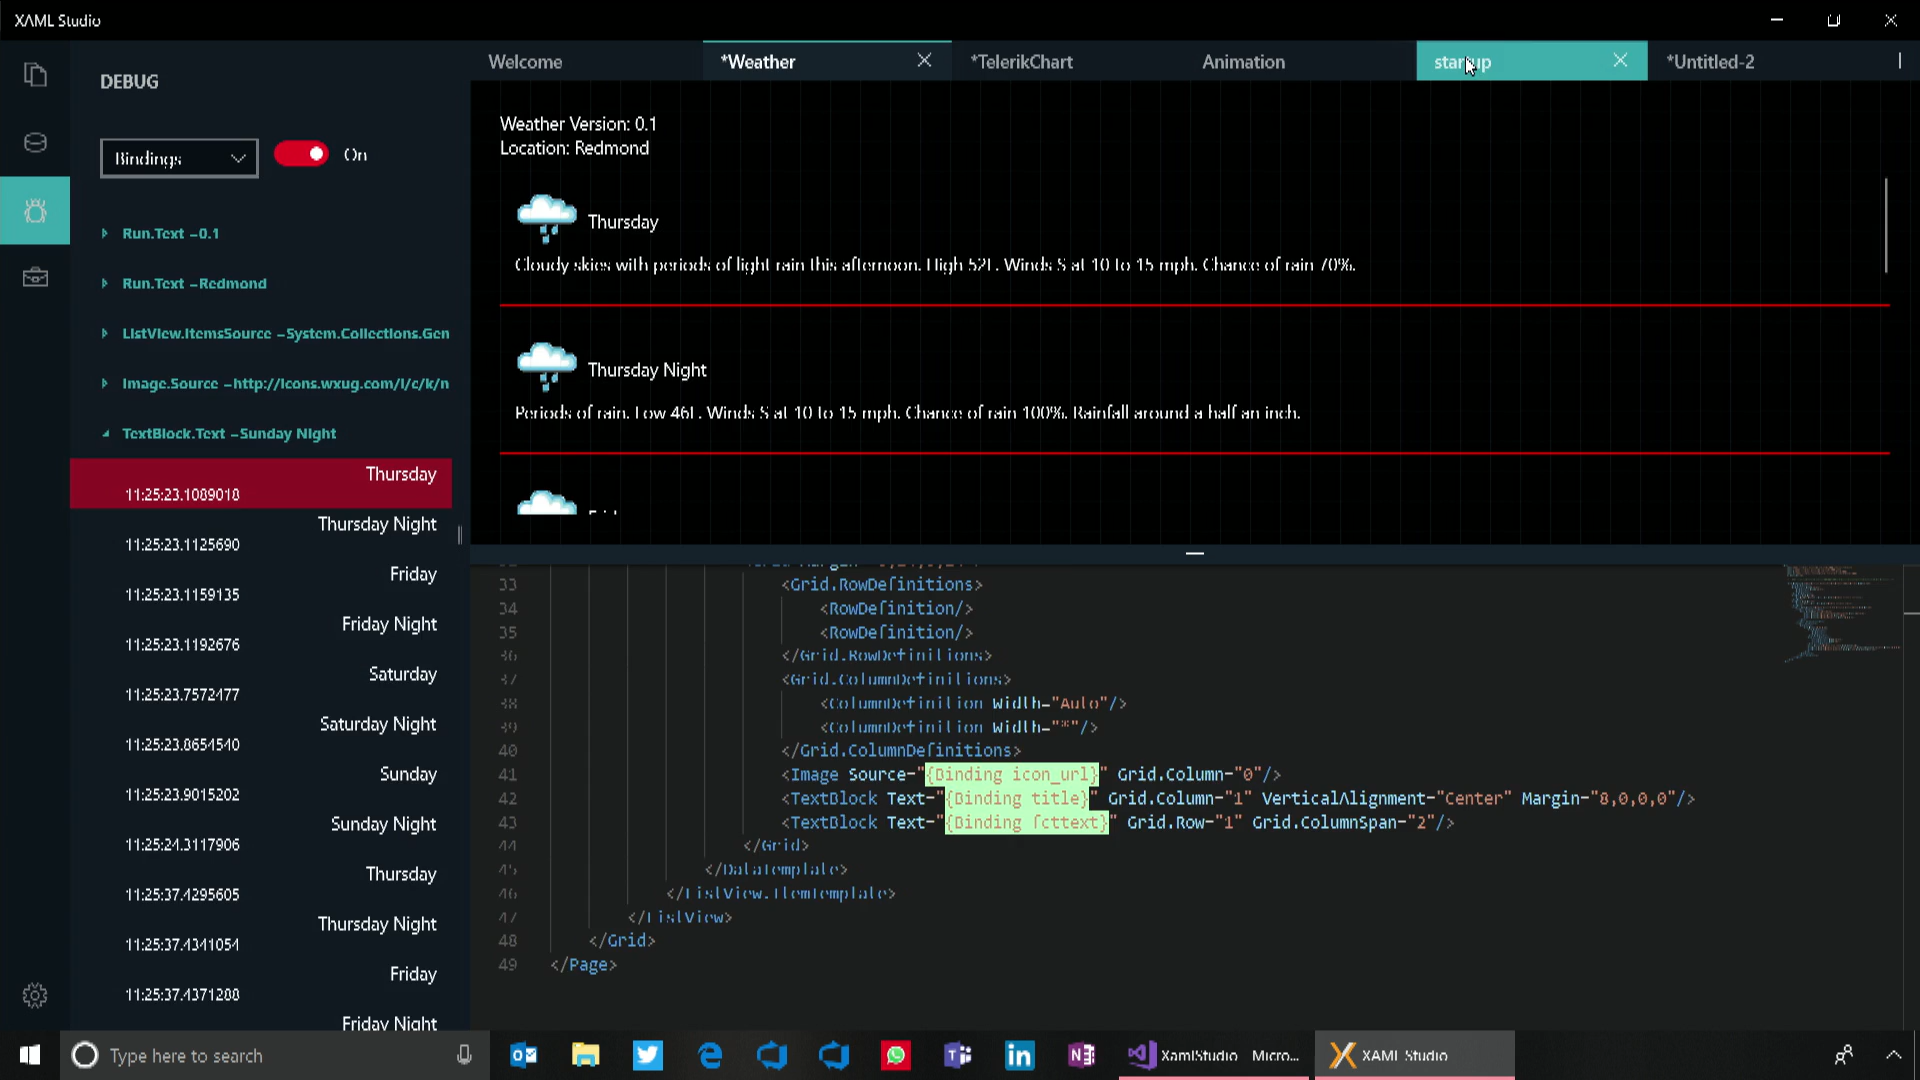 XAML Studio
Welcome
*Weather
*TelerikChart
Animation
startup
*Untitled-2
DEBUG
Bindings
On
Run.Text –0.1
Run.Text –Redmond
ListView.ItemsSource –System.Collections.Gen
Image.Source –http://icons.wxug.com/i/c/k/n
TextBlock.Text –Sunday Night
Thursday
11:25:23.1089018
Thursday Night
11:25:23.1125690
Friday
11:25:23.1159135
Friday Night
11:25:23.1192676
Saturday
11:25:23.7572477
Saturday Night
11:25:23.8654540
Sunday
11:25:23.9015202
Sunday Night
11:25:24.3117906
Thursday
11:25:37.4295605
Thursday Night
11:25:37.4341054
Friday
11:25:37.4371288
Friday Night
Weather Version: 0.1
Location: Redmond
Thursday
Cloudy skies with periods of light rain this afternoon. High 52F. Winds S at 10 to 15 mph. Chance of rain 70%.
Thursday Night
Periods of rain. Low 46F. Winds S at 10 to 15 mph. Chance of rain 100%. Rainfall around a half an inch.
33 <Grid.RowDefinitions>
34 <RowDefinition/>
35 <RowDefinition/>
36 </Grid.RowDefinitions>
37 <Grid.ColumnDefinitions>
38 <ColumnDefinition Width="Auto"/>
39 <ColumnDefinition Width="*"/>
40 </Grid.ColumnDefinitions>
41 <Image Source="{Binding icon_url}" Grid.Column="0"/>
42 <TextBlock Text="{Binding title}" Grid.Column="1" VerticalAlignment="Center" Margin="8,0,0,0"/>
43 <TextBlock Text="{Binding fcttext}" Grid.Row="1" Grid.ColumnSpan="2"/>
44 </Grid>
45 </DataTemplate>
46 </ListView.ItemTemplate>
47 </ListView>
48 </Grid>
49 </Page>
Type here to search
XamlStudio Micro...
XAML Studio